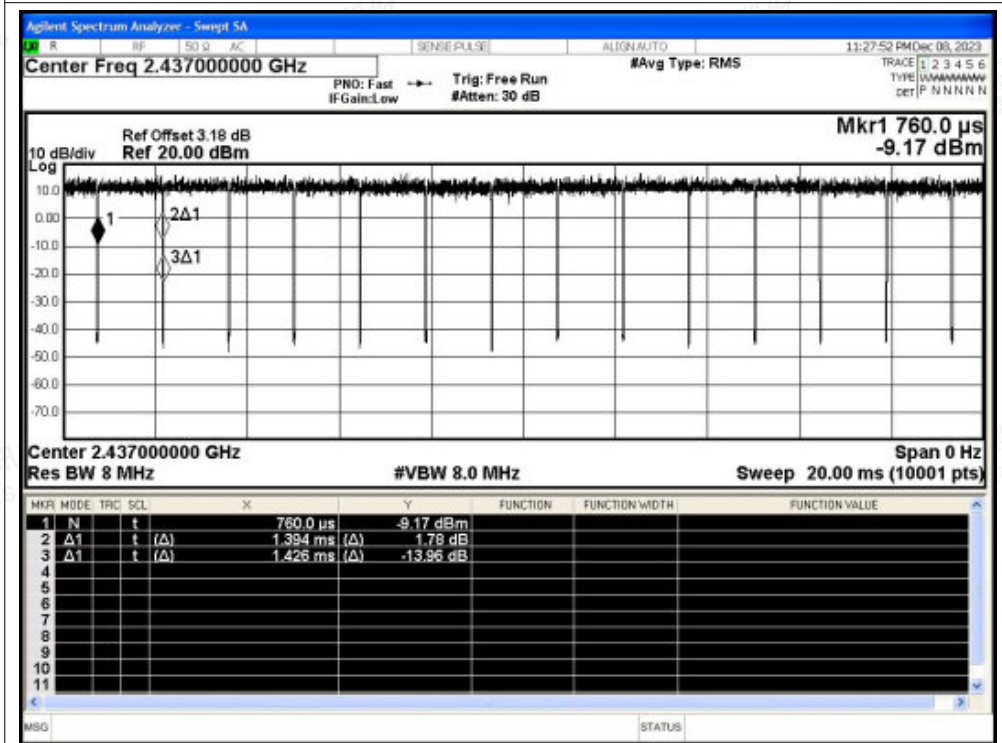 Agilent Spectrum Analyzer - Swept SA
R RF 50 Ω AC SENSE:PULSE ALIGN AUTO 11:27:52 PM Dec 08, 2023
Center Freq 2.437000000 GHz #Avg Type: RMS TRACE 1 2 3 4 5 6
PNO: Fast Trig: Free Run TYPE
IFGain:Low #Atten: 30 dB DET P N N N N N
Mkr1 760.0 µs
Ref Offset 3.18 dB
10 dB/div Ref 20.00 dBm -9.17 dBm
Log
10.0
0.00
1
2Δ1
-10.0
3Δ1
-20.0
-30.0
-40.0
-50.0
-60.0
-70.0
Center 2.437000000 GHz Span 0 Hz
Res BW 8 MHz #VBW 8.0 MHz Sweep 20.00 ms (10001 pts)
MKR MODE TRC SCL X Y FUNCTION FUNCTION WIDTH FUNCTION VALUE
1 N t 760.0 µs -9.17 dBm
2 Δ1 t (Δ) 1.394 ms (Δ) 1.78 dB
3 Δ1 t (Δ) 1.426 ms (Δ) -13.96 dB
4
5
6
7
8
9
10
11
MSG STATUS